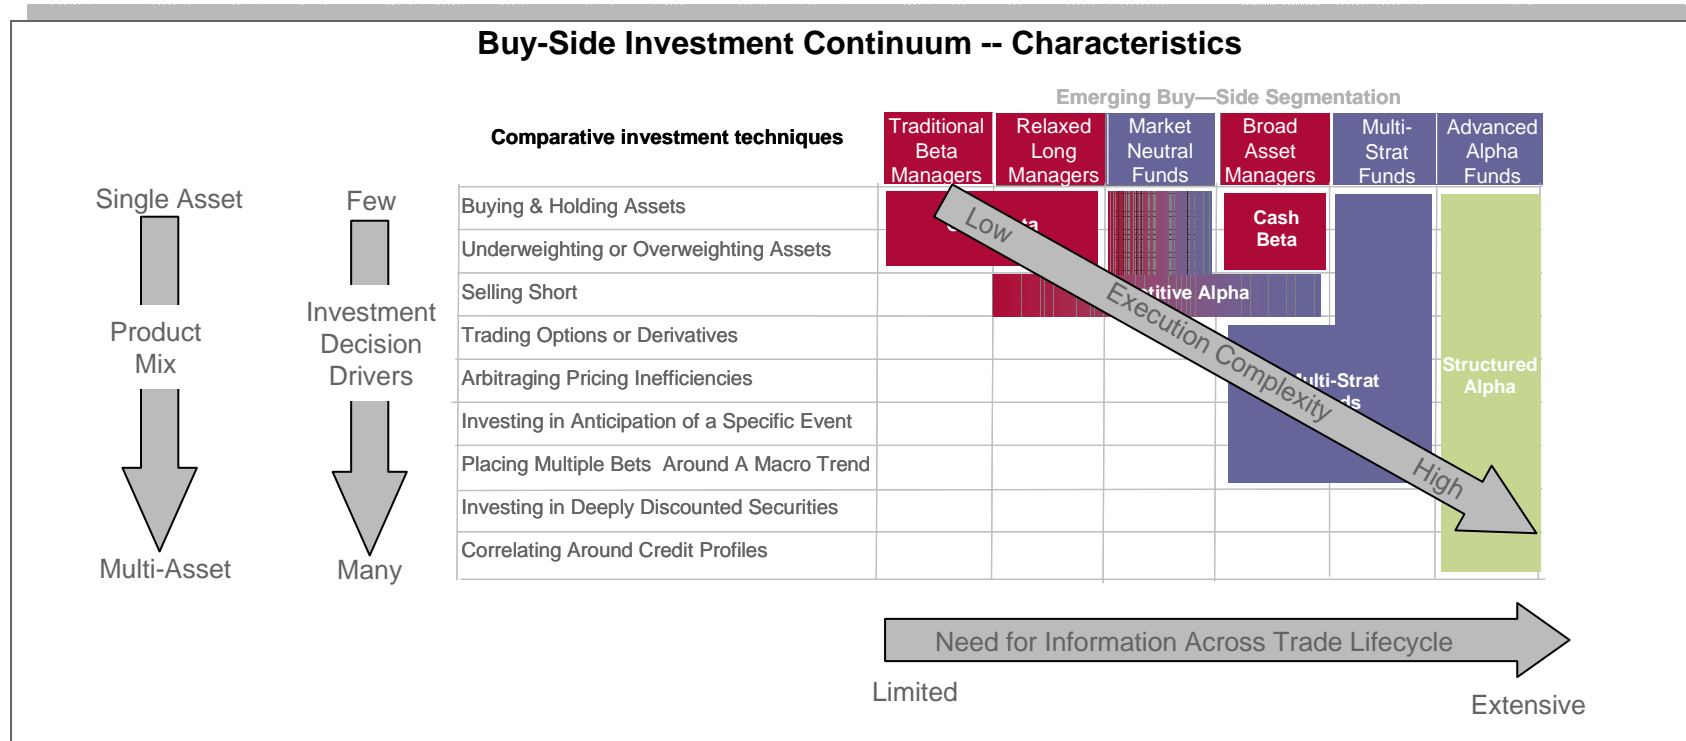 Buy-Side Investment Continuum -- Characteristics
Emerging Buy—Side Segmentation
Comparative investment techniques
Traditional
Beta
Managers
Relaxed
Long
Managers
Market
Neutral
Funds
Broad
Asset
Managers
Multi-
Strat
Funds
Advanced
Alpha
Funds
Single Asset
Product
Mix
Multi-Asset
Few
Investment
Decision
Drivers
Many
Buying & Holding Assets
Underweighting or Overweighting Assets
Selling Short
Trading Options or Derivatives
Arbitraging Pricing Inefficiencies
Investing in Anticipation of a Specific Event
Placing Multiple Bets Around A Macro Trend
Investing in Deeply Discounted Securities
Correlating Around Credit Profiles
Cash
Beta
Alpha
Structured
Alpha
Low
Execution Complexity
High
Need for Information Across Trade Lifecycle
Limited
Extensive